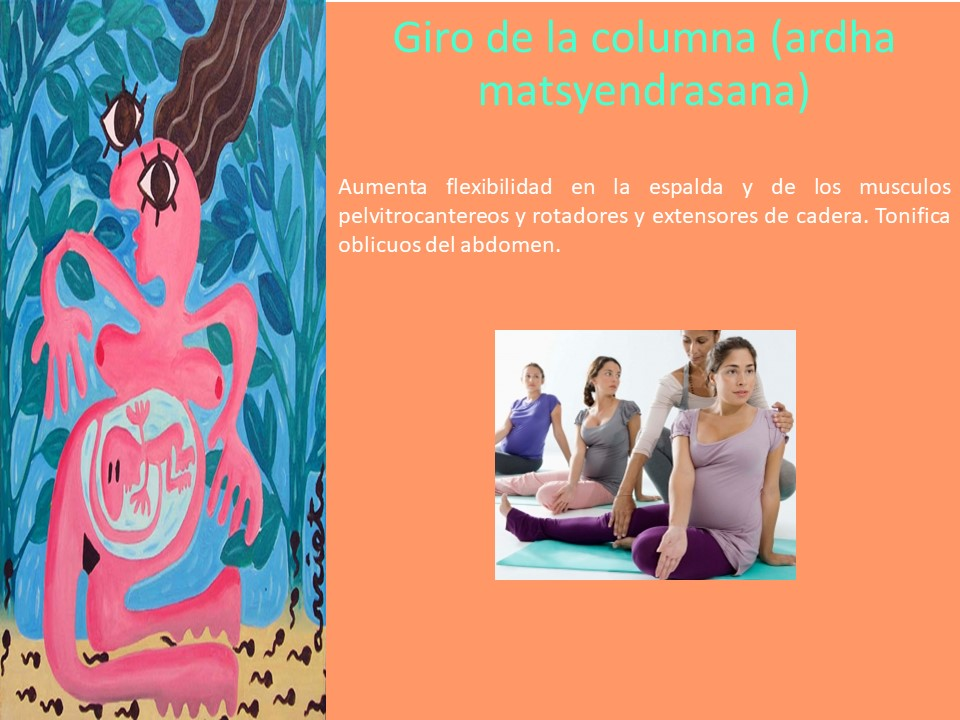 Giro de la columna (ardha
matsyendrasana)
Aumenta flexibilidad en la espalda y de los musculos
pelvitrocantereos y rotadores y extensores de cadera. Tonifica
oblicuos del abdomen.
arrieta